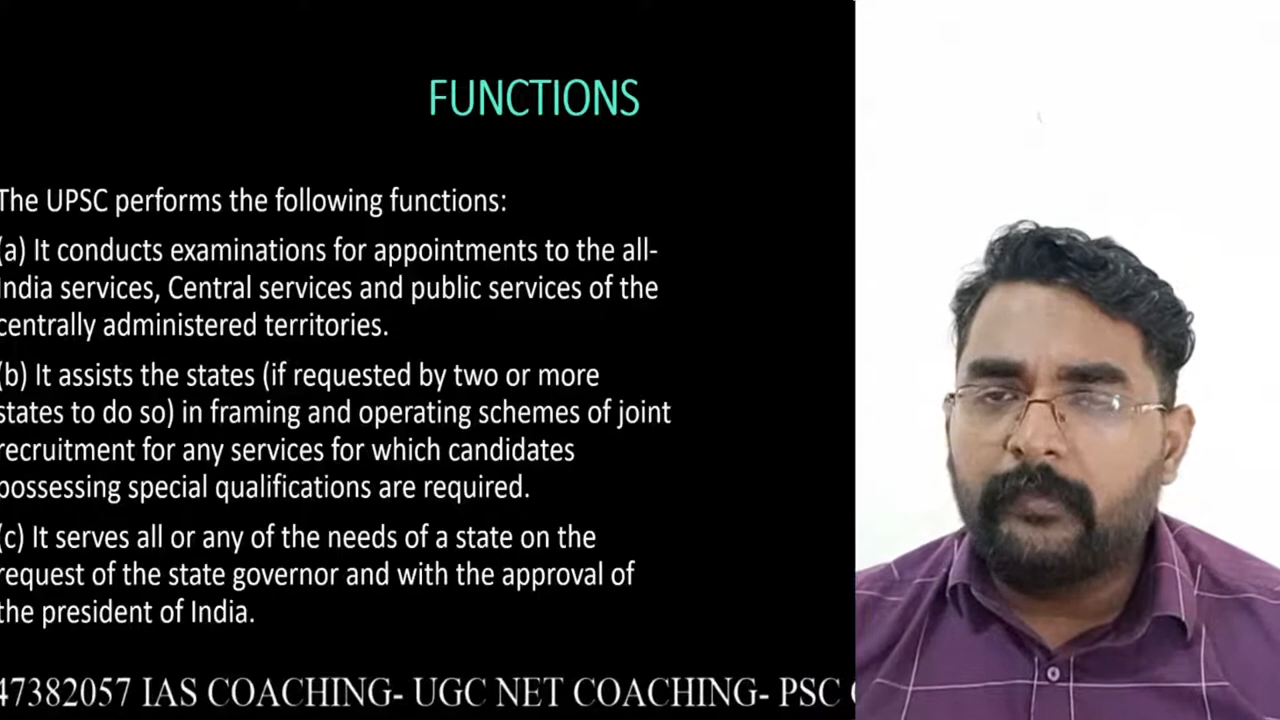 FUNCTIONS
The UPSC performs the following functions:
(a) It conducts examinations for appointments to the all-
India services, Central services and public services of the
centrally administered territories.
(b) It assists the states (if requested by two or more
states to do so) in framing and operating schemes of joint
recruitment for any services for which candidates
possessing special qualifications are required.
(c) It serves all or any of the needs of a state on the
request of the state governor and with the approval of
the president of India.
47382057 IAS COACHING- UGC NET COACHING- PSC